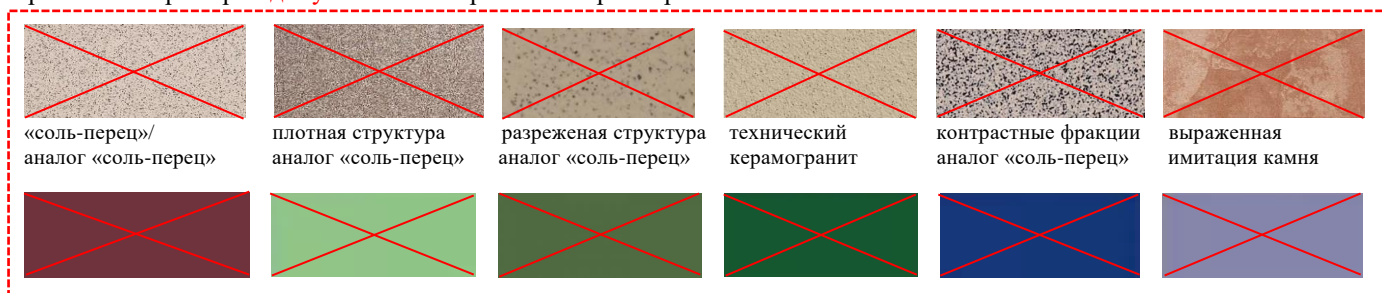 «соль-перец»/
аналог «соль-перец»
плотная структура
аналог «соль-перец»
разреженая структура
аналог «соль-перец»
технический
керамогранит
контрастные фракции
аналог «соль-перец»
выраженная
имитация камня